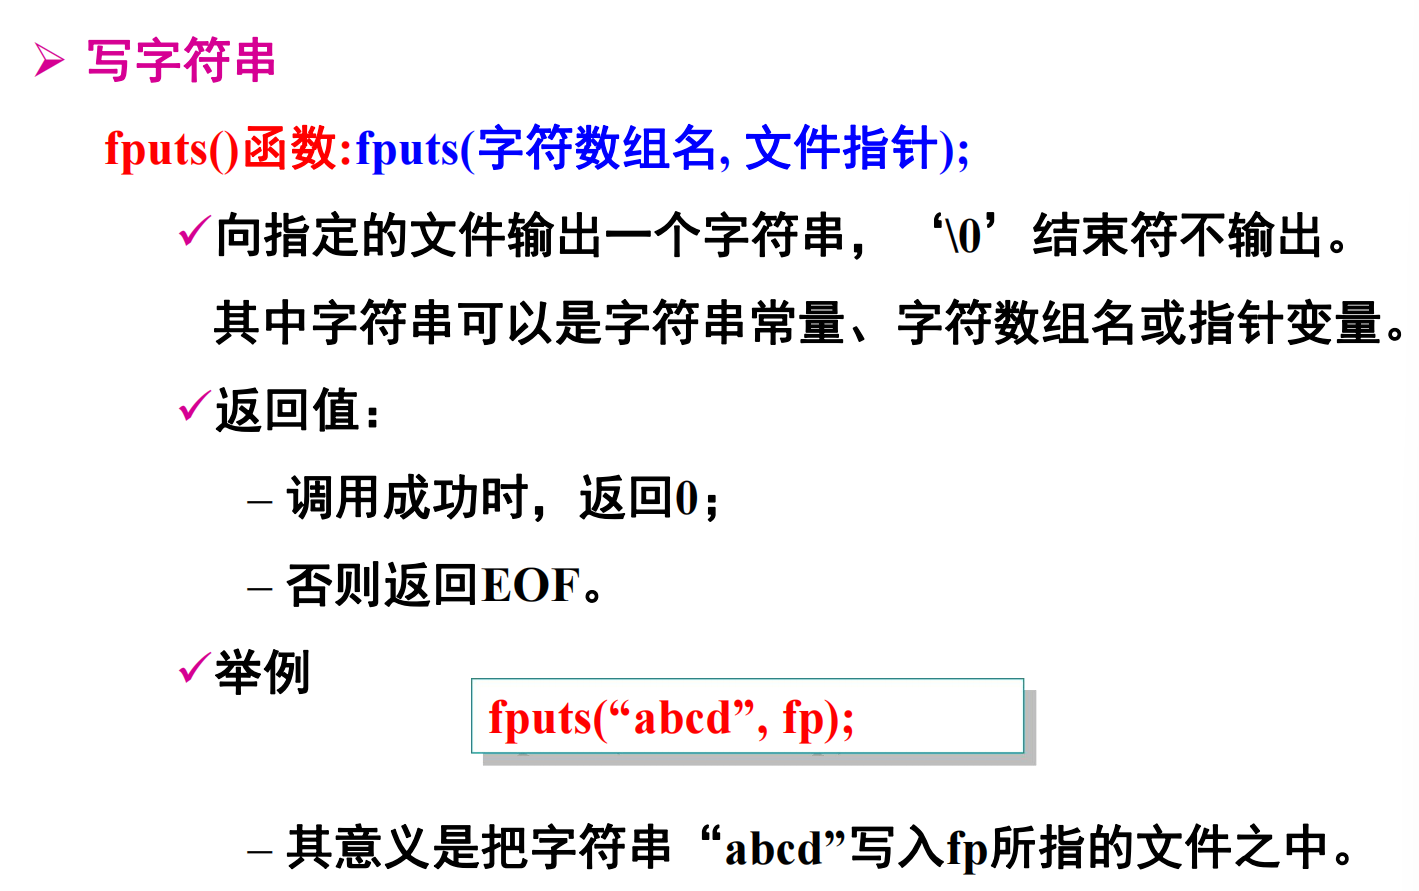 写字符串
fputs()函数:fputs(字符数组名, 文件指针);
向指定的文件输出一个字符串，‘\0’结束符不输出。
其中字符串可以是字符串常量、字符数组名或指针变量。
返回值：
– 调用成功时，返回0；
– 否则返回EOF。
举例
fputs(“abcd”, fp);
– 其意义是把字符串“abcd”写入fp所指的文件之中。